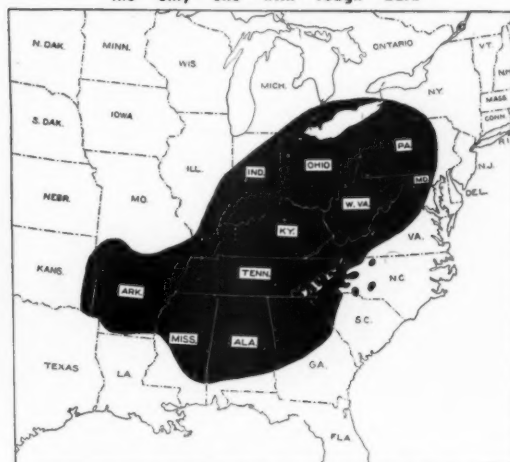 N. DAK.
MINN.
WIS.
ONTARIO
VT.
N.H.
MICH.
N.Y.
MASS
CONN.
R.I.
S. DAK.
IOWA
PA.
N.J.
ILL.
IND.
OHIO
MD.
DEL.
NEBR.
MO.
W. VA.
KY.
VA.
KANS.
TENN.
N.C.
ARK.
S.C.
MISS.
ALA.
GA.
TEXAS
LA.
FLA